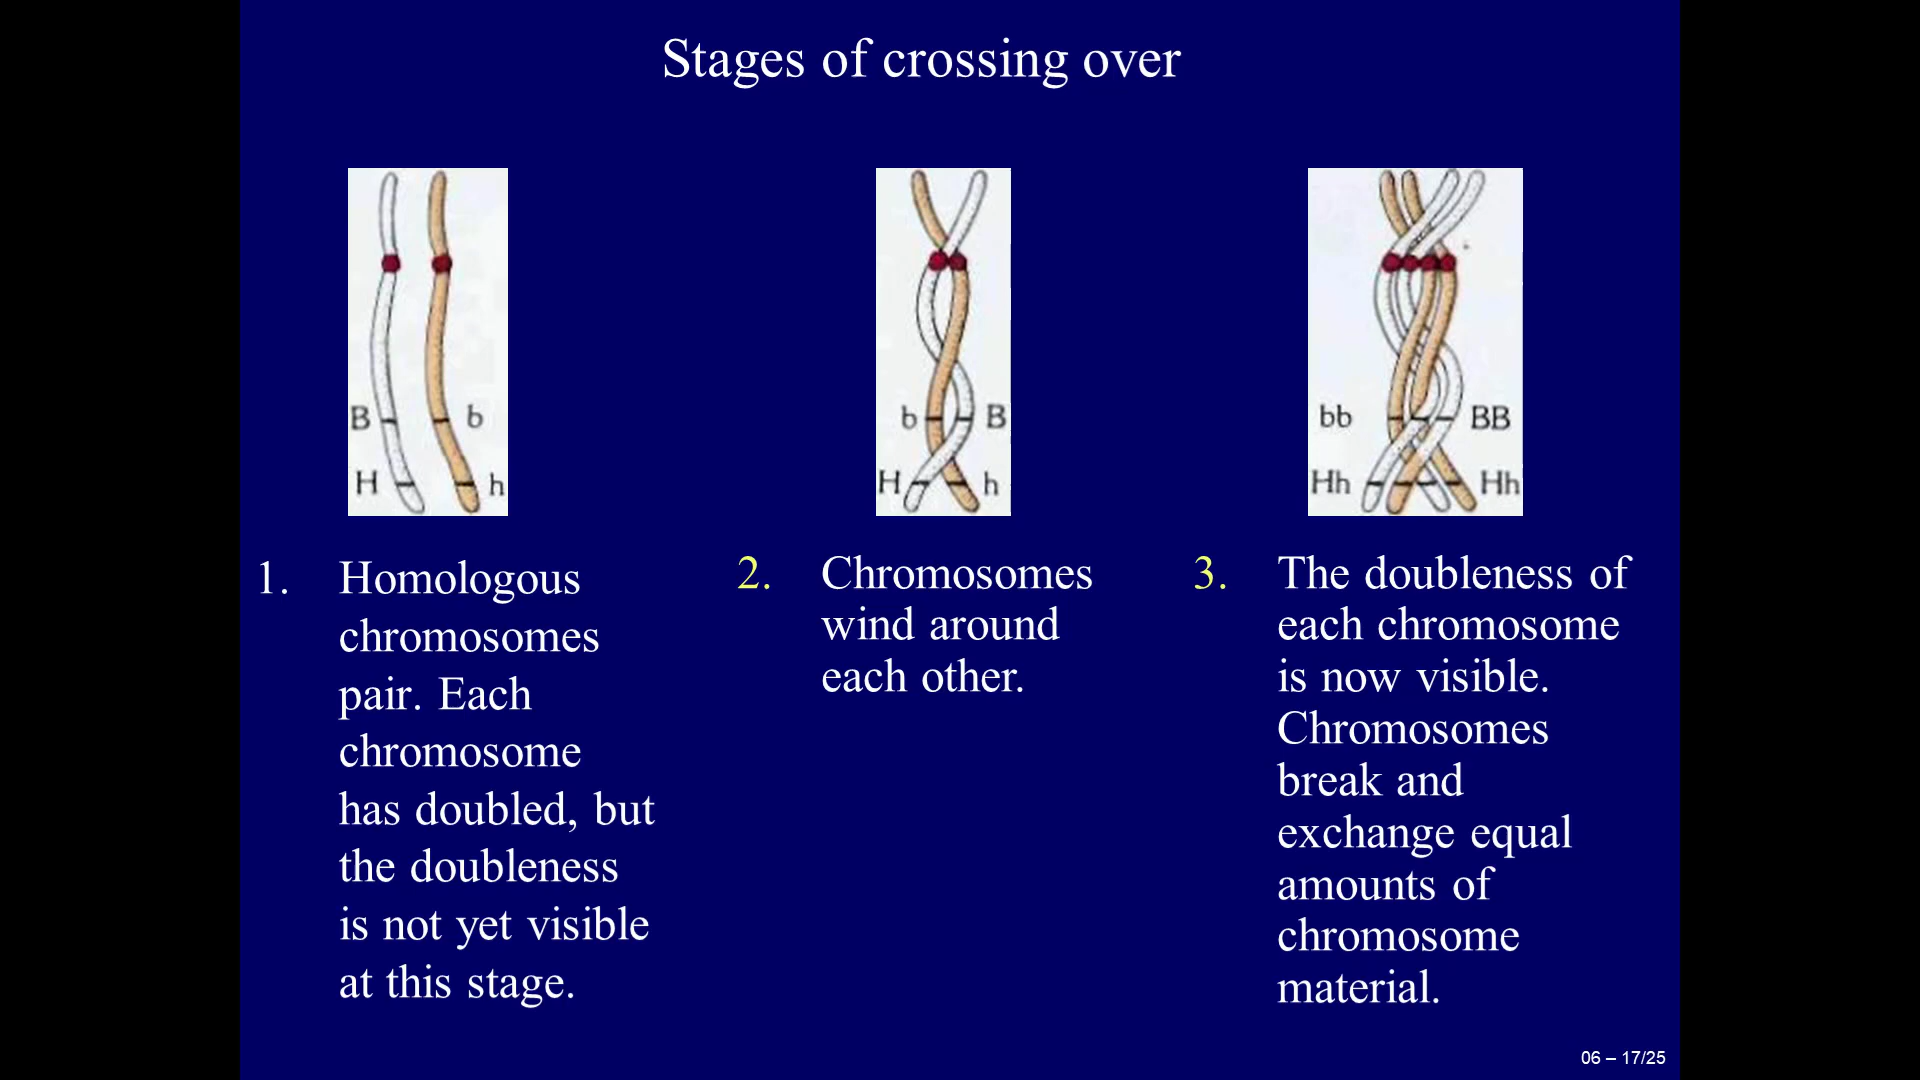 Stages of crossing over
B b
H h
b B
H h
bb BB
Hh Hh
1. Homologous
chromosomes
pair. Each
chromosome
has doubled, but
the doubleness
is not yet visible
at this stage.
2. Chromosomes
wind around
each other.
3. The doubleness of
each chromosome
is now visible.
Chromosomes
break and
exchange equal
amounts of
chromosome
material.
06 – 17/25